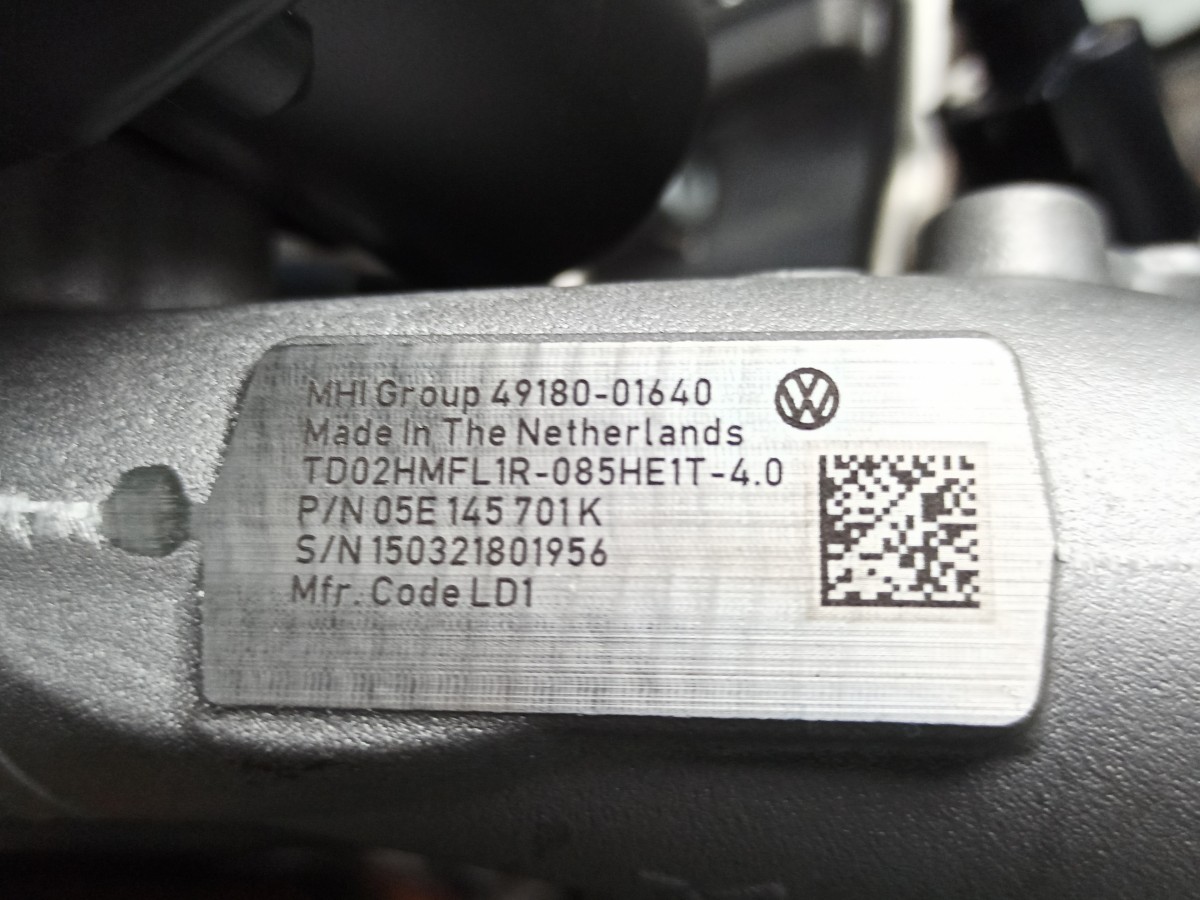 MHI Group 49180-01640
Made In The Netherlands
TD02HMFL1R-085HE1T-4.0
P/N 05E 145 701 K
S/N 150321801956
Mfr. Code LD1